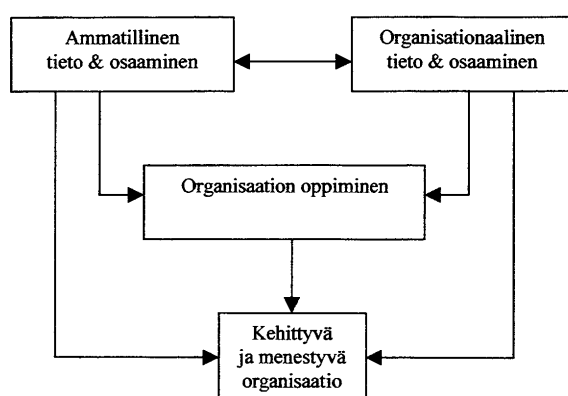 Ammatillinen
tieto & osaaminen
Organisationaalinen
tieto & osaaminen
Organisaation oppiminen
Kehittyvä
ja menestyvä
organisaatio